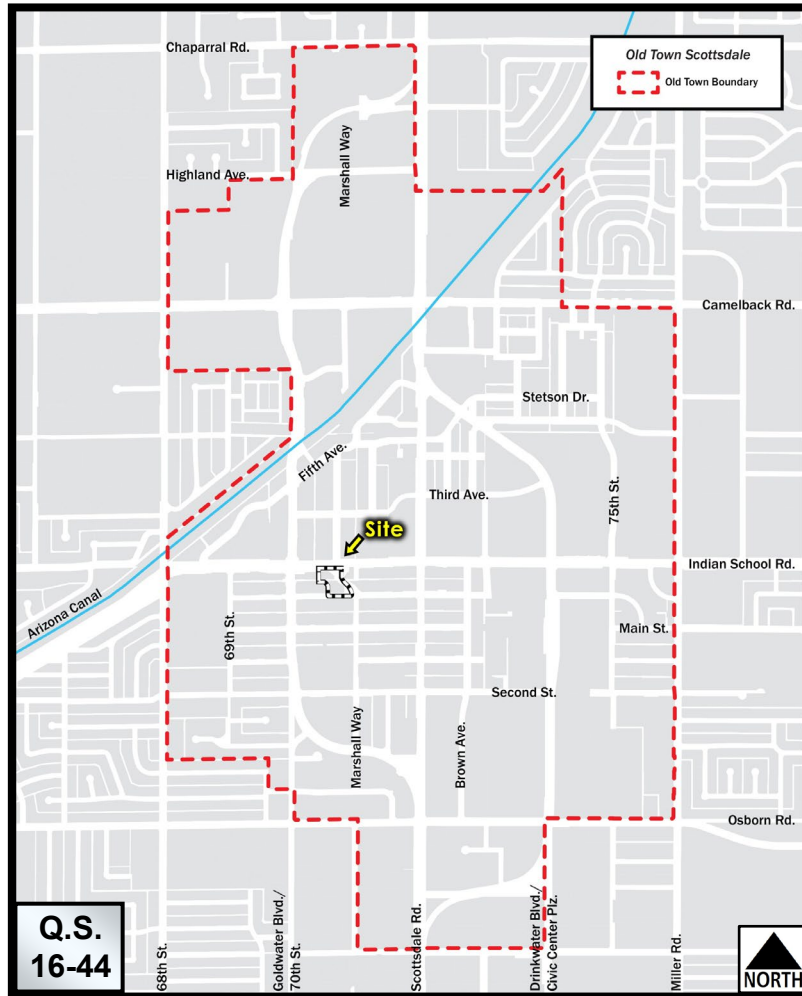 Chaparral Rd.
Old Town Scottsdale
Old Town Boundary
Marshall Way
Highland Ave.
Camelback Rd.
Stetson Dr.
Fifth Ave.
Third Ave.
75th St.
Site
Indian School Rd.
Arizona Canal
69th St.
Main St.
Second St.
Marshall Way
Brown Ave.
Osborn Rd.
Q.S.
16-44
68th St.
Goldwater Blvd./
70th St.
Scottsdale Rd.
Drinkwater Blvd./
Civic Center Plz.
Miller Rd.
NORTH